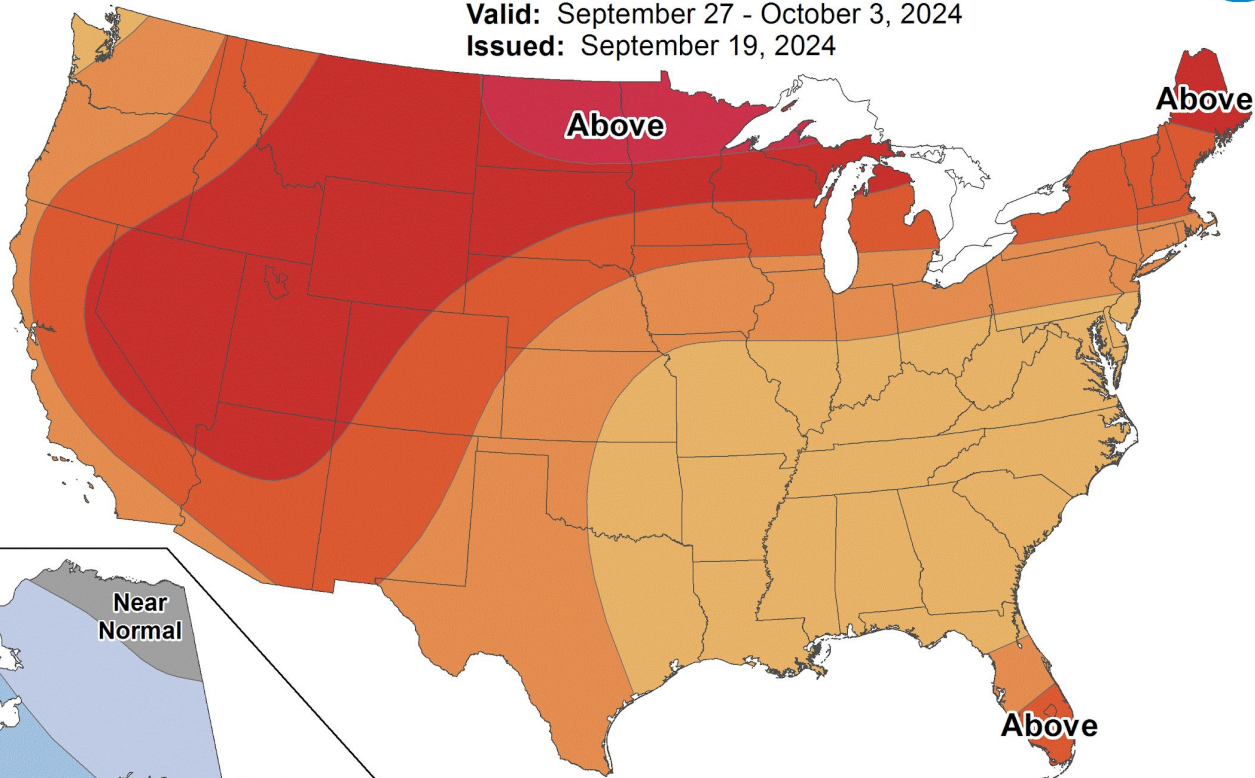 Valid: September 27 - October 3, 2024
Issued: September 19, 2024
Above
Above
Near
Normal
Above